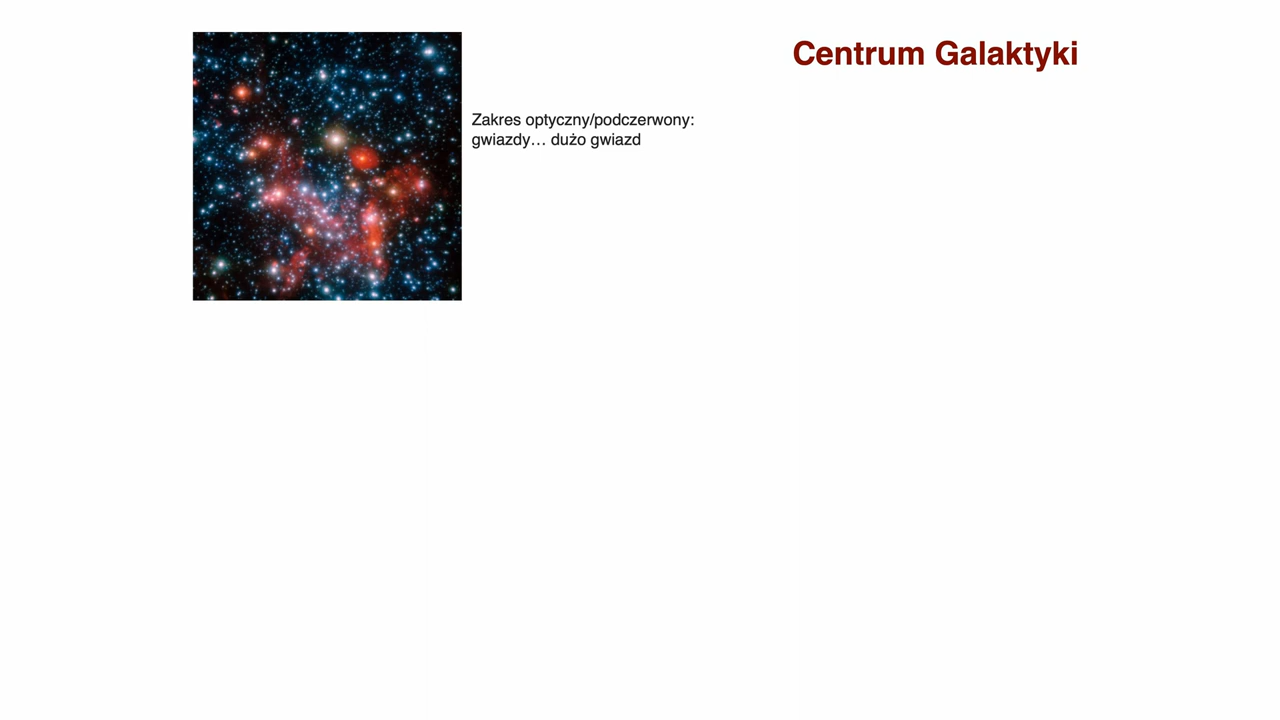 Centrum Galaktyki
Zakres optyczny/podczerwony:
gwiazdy… dużo gwiazd